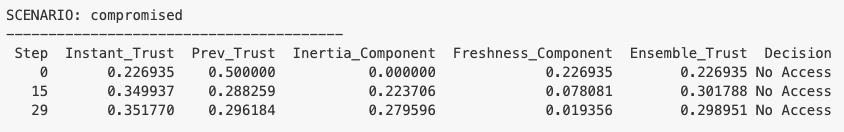 SCENARIO: compromised
----------------------------------------
Step Instant_Trust Prev_Trust Inertia_Component Freshness_Component Ensemble_Trust Decision
0 0.226935 0.500000 0.000000 0.226935 0.226935 No Access
15 0.349937 0.288259 0.223706 0.078081 0.301788 No Access
29 0.351770 0.296184 0.279596 0.019356 0.298951 No Access